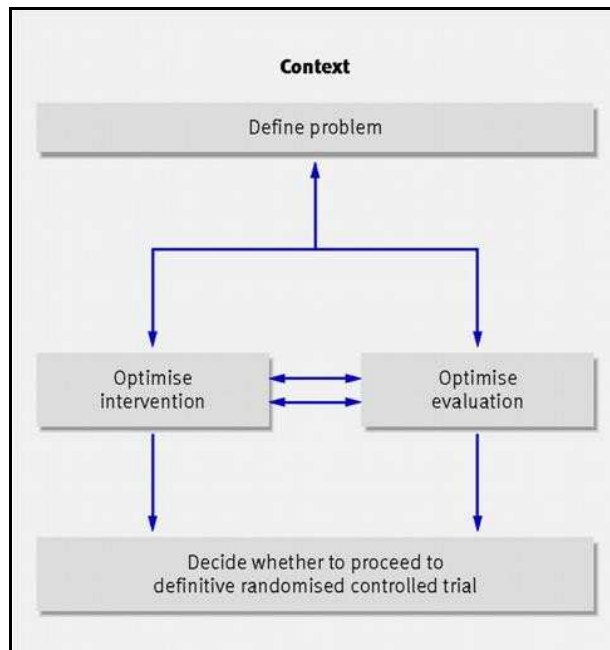 Context
Define problem
Optimise
intervention
Optimise
evaluation
Decide whether to proceed to
definitive randomised controlled trial